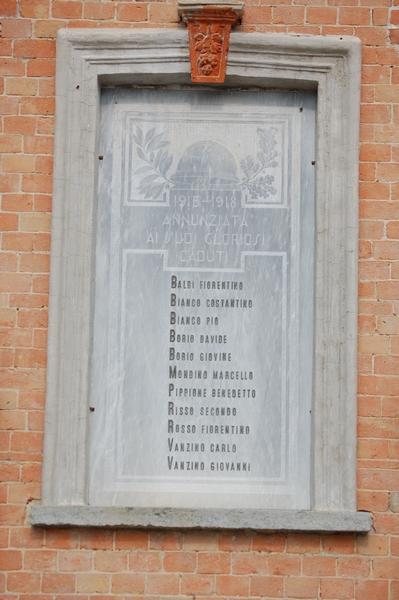 1915-1918
ANNUNZIATA
AI SUOI GLORIOSI
CADUTI
BALBI FIORENTINO
BIANCO COSTANTINO
BIANCO PIO
BORIO DAVIDE
BORIO GIOVINE
MONDINO MARCELLO
PIPPIONE BENEDETTO
RISSO SECONDO
ROSSO FIORENTINO
VANZINO CARLO
VANZINO GIOVANNI